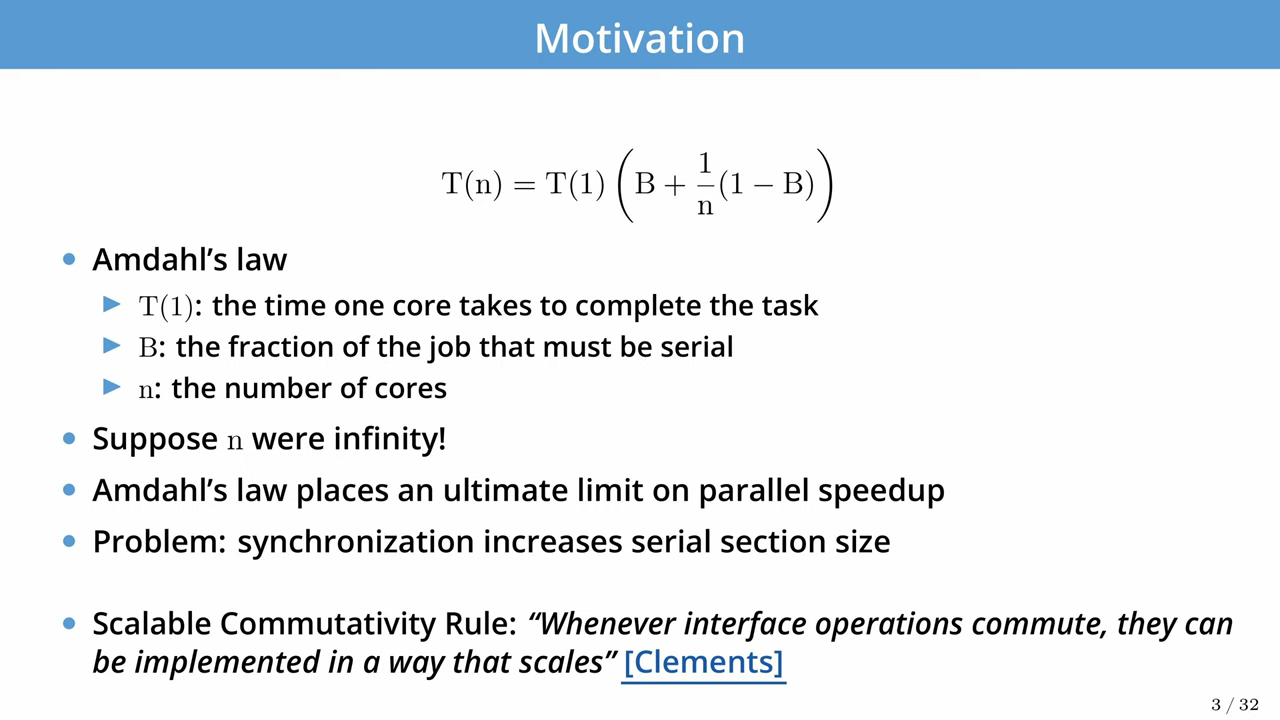 Motivation
T(n) = T(1) (B + 1/n (1 − B))
• Amdahl’s law
▶ T(1): the time one core takes to complete the task
▶ B: the fraction of the job that must be serial
▶ n: the number of cores
• Suppose n were infinity!
• Amdahl’s law places an ultimate limit on parallel speedup
• Problem: synchronization increases serial section size
• Scalable Commutativity Rule: “Whenever interface operations commute, they can
be implemented in a way that scales” [Clements]
3 / 32